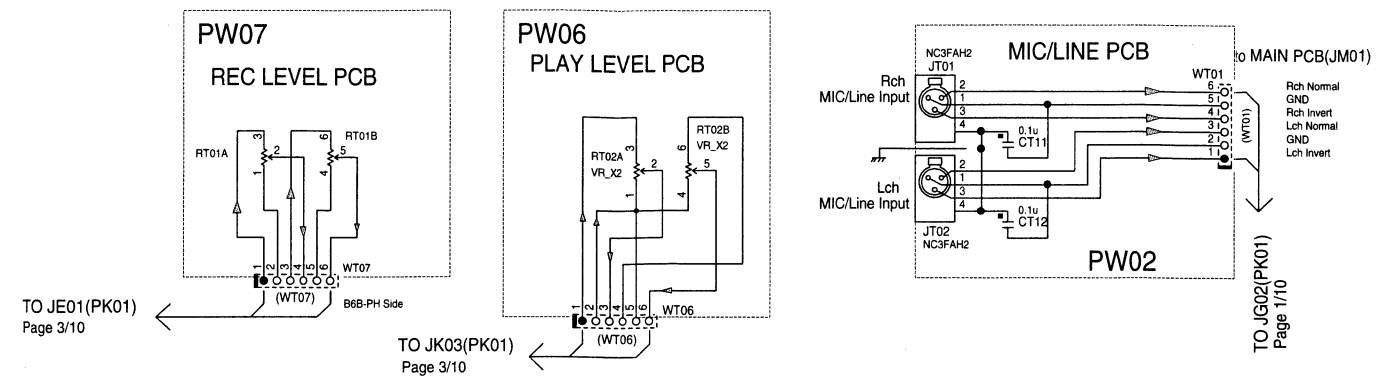 PW07
REC LEVEL PCB
RT01A
3
2
1
6
RT01B
5
4
1
2
3
4
5
6
WT07
(WT07)
B6B-PH Side
TO JE01(PK01)
Page 3/10
PW06
PLAY LEVEL PCB
3
RT02A
2
VR_X2
1
RT02B
VR_X2
6
5
4
1
2
3
4
5
6
WT06
(WT06)
TO JK03(PK01)
Page 3/10
MIC/LINE PCB
NC3FAH2
JT01
Rch
MIC/Line Input
2
1
3
4
0.1u
CT11
Lch
MIC/Line Input
2
1
3
4
0.1u
CT12
JT02
NC3FAH2
PW02
to MAIN PCB(JM01)
WT01
6
5
4
3
2
1
(WT01)
Rch Normal
GND
Rch Invert
Lch Normal
GND
Lch Invert
TO JG02(PK01)
Page 1/10